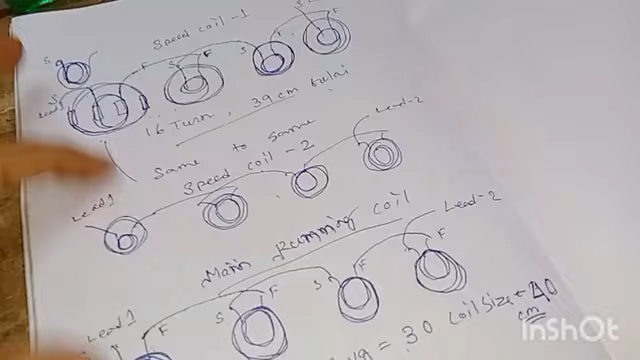 Speed coil-1
S
S F S F S F
Lead 1 F
16 Turn, 39 cm Gulai
Same to Same
Speed coil-2
Lead-2
Lead 1
Main Running coil
Lead-2
F S F S F F
Lead 1
= 30 Coil Size = 40 cm
InShOt